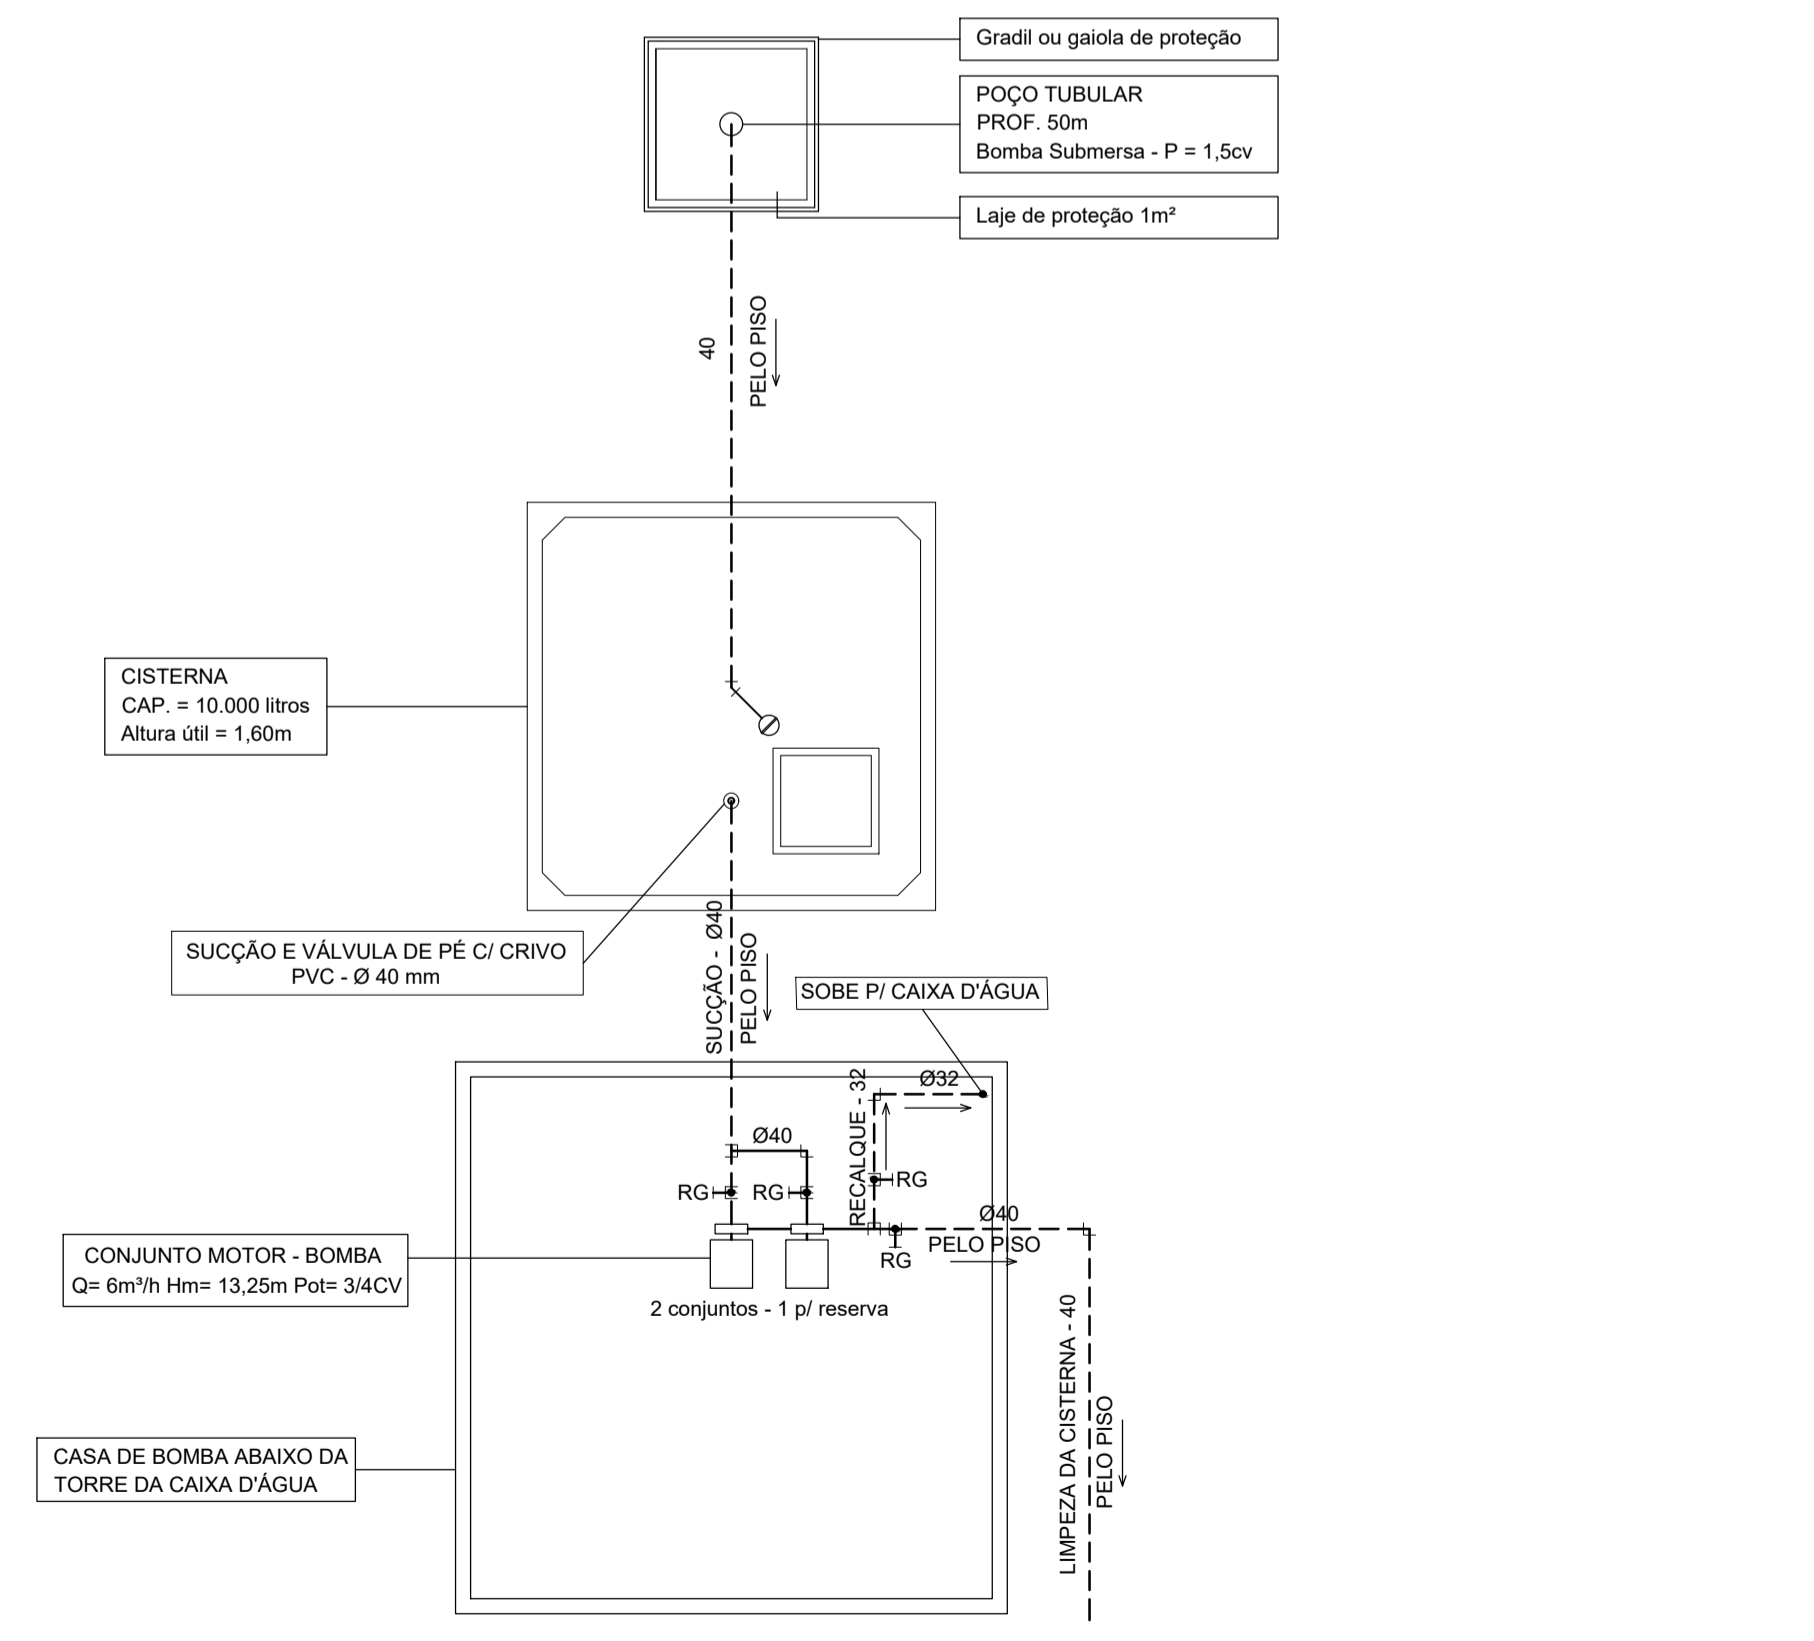 Gradil ou gaiola de proteção
POÇO TUBULAR
PROF. 50m
Bomba Submersa - P = 1,5cv
Laje de proteção 1m²
40
PELO PISO
CISTERNA
CAP. = 10.000 litros
Altura útil = 1,60m
SUCÇÃO E VÁLVULA DE PÉ C/ CRIVO
PVC - Ø 40 mm
SUCÇÃO - Ø40
PELO PISO
SOBE P/ CAIXA D'ÁGUA
Ø32
RECALQUE - 32
Ø40
RG
RG
RG
Ø40
PELO PISO
RG
CONJUNTO MOTOR - BOMBA
Q= 6m³/h Hm= 13,25m Pot= 3/4CV
2 conjuntos - 1 p/ reserva
LIMPEZA DA CISTERNA - 40
PELO PISO
CASA DE BOMBA ABAIXO DA
TORRE DA CAIXA D'ÁGUA